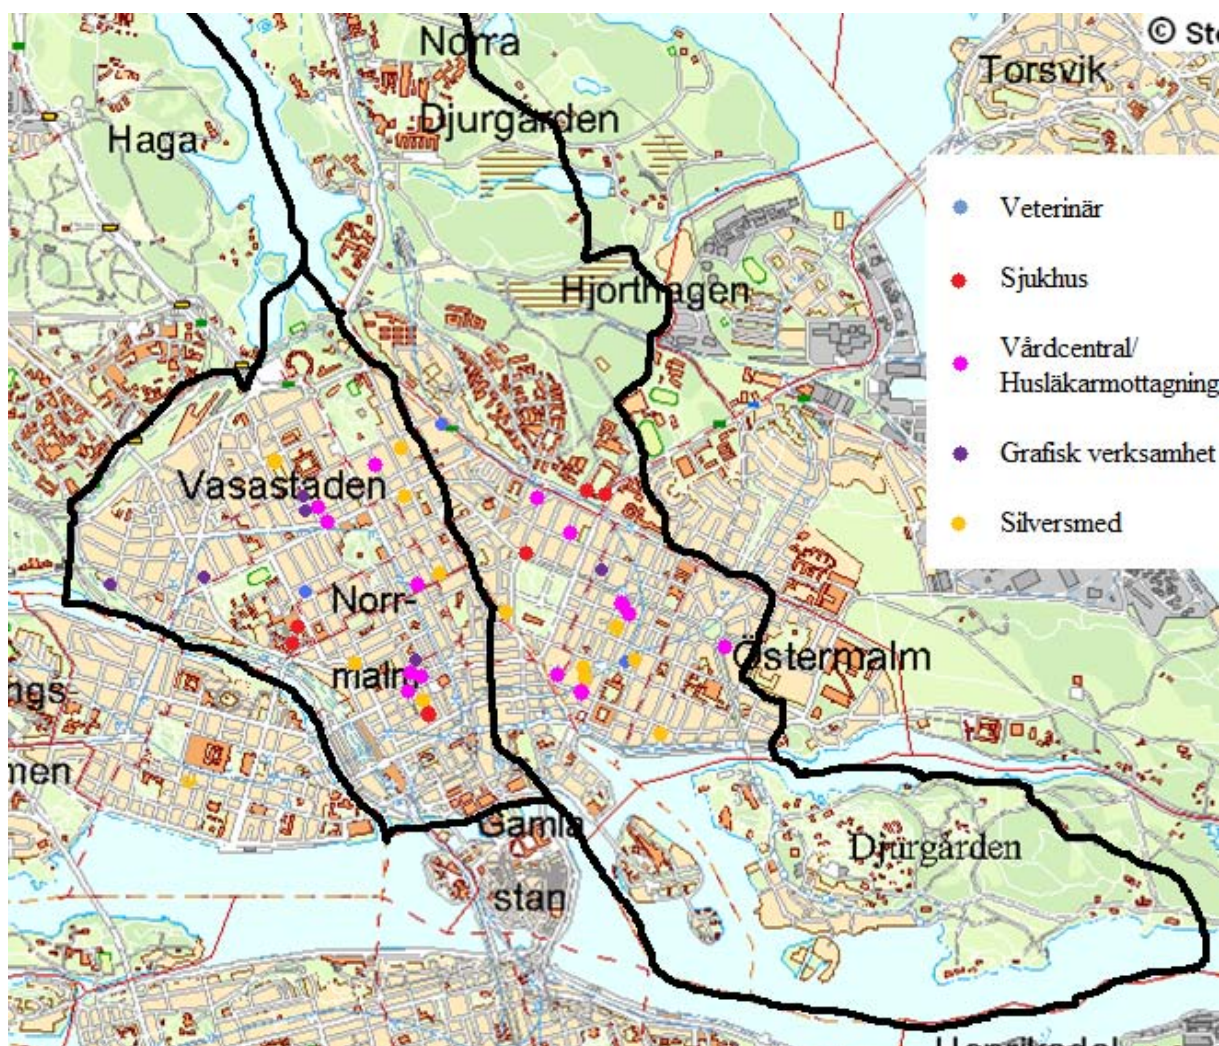 © Sto
Norra
Torsvik
Djurgården
Haga
Veterinär
Sjukhus
Hjorthagen
Vårdcentral/
Husläkarmottagning
Grafisk verksamhet
Vasastaden
Silversmed
Norr-
malm
Östermalm
ngs-
men
Gamla
stan
Djurgården